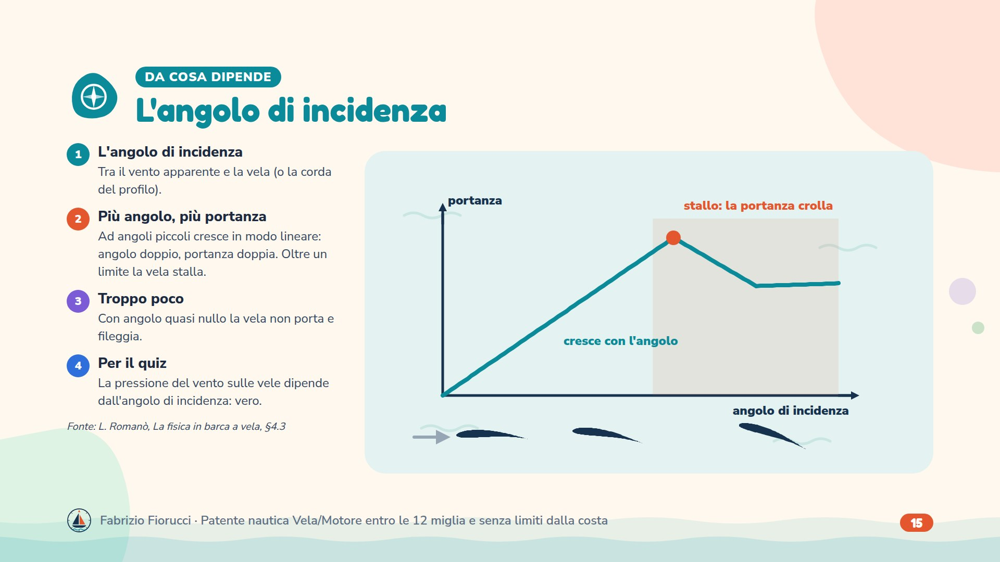 DA COSA DIPENDE
L'angolo di incidenza
1
L'angolo di incidenza
Tra il vento apparente e la vela (o la corda
del profilo).
2
Più angolo, più portanza
Ad angoli piccoli cresce in modo lineare:
angolo doppio, portanza doppia. Oltre un
limite la vela stalla.
3
Troppo poco
Con angolo quasi nullo la vela non porta e
fileggia.
4
Per il quiz
La pressione del vento sulle vele dipende
dall'angolo di incidenza: vero.
Fonte: L. Romanò, La fisica in barca a vela, §4.3
portanza
stallo: la portanza crolla
cresce con l'angolo
angolo di incidenza
Fabrizio Fiorucci · Patente nautica Vela/Motore entro le 12 miglia e senza limiti dalla costa
15